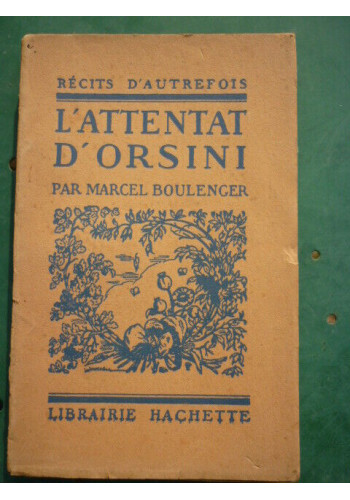 RÉCITS D'AUTREFOIS
L'ATTENTAT
D'ORSINI
PAR MARCEL BOULENGER
LIBRAIRIE HACHETTE